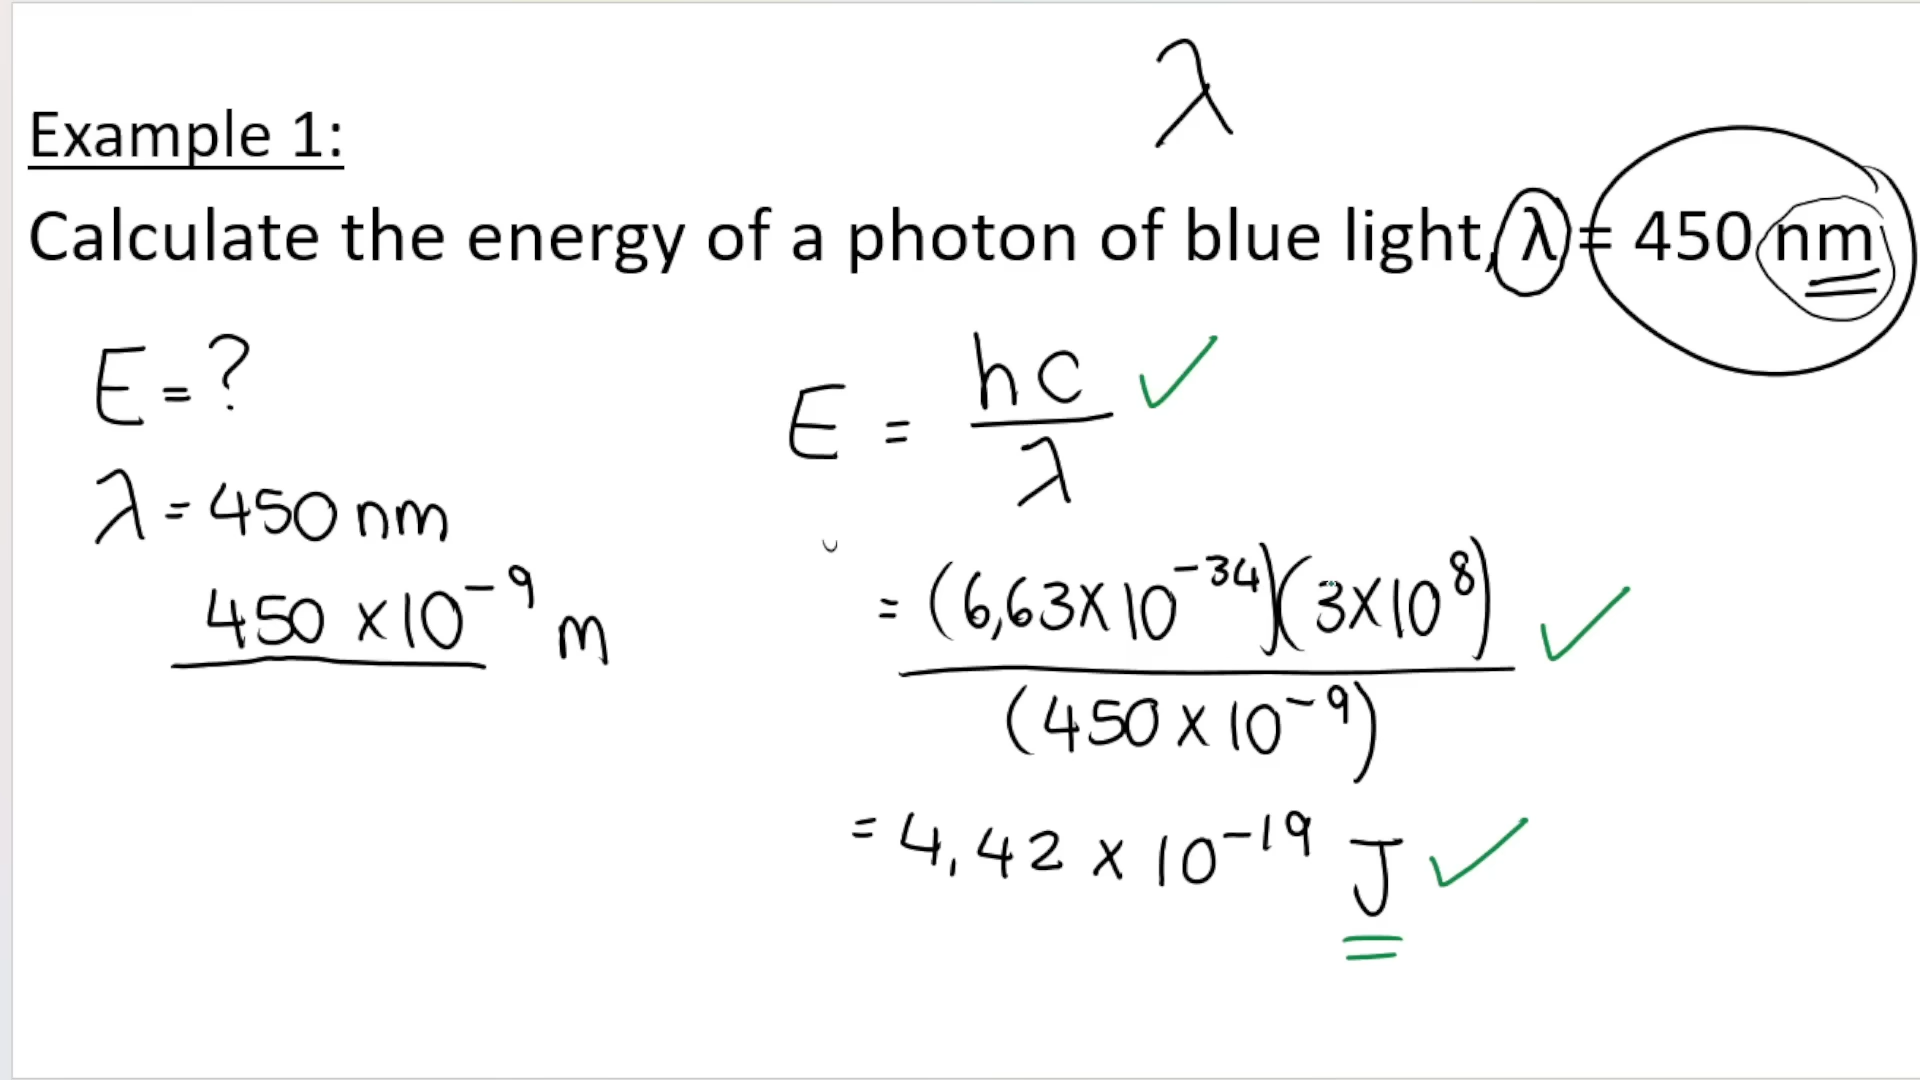 λ
Example 1:
Calculate the energy of a photon of blue light, λ = 450 nm
E = ?
λ = 450 nm
450 × 10⁻⁹ m
E = hc / λ
= (6,63 × 10⁻³⁴)(3 × 10⁸)
(450 × 10⁻⁹)
= 4,42 × 10⁻¹⁹ J